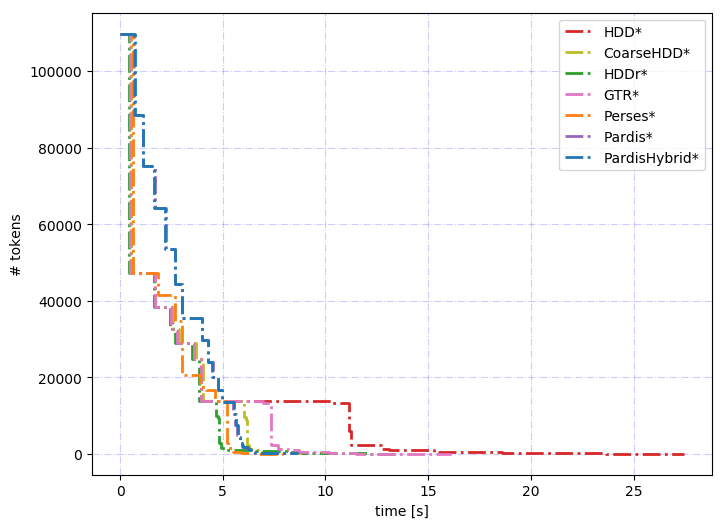 HDD*
CoarseHDD*
HDDr*
GTR*
Perses*
Pardis*
PardisHybrid*
100000
80000
60000
40000
20000
0
# tokens
0 5 10 15 20 25
time [s]